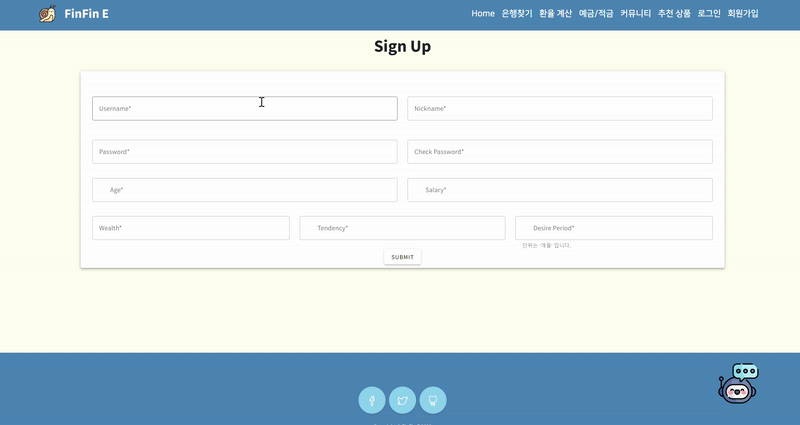 FinFin E
Home 은행찾기 환율 계산 예금/적금 커뮤니티 추천 상품 로그인 회원가입
Sign Up
Username* Nickname*
Password* Check Password*
Age* Salary*
Wealth* Tendency* Desire Period*
단위는 '개월' 입니다.
SUBMIT